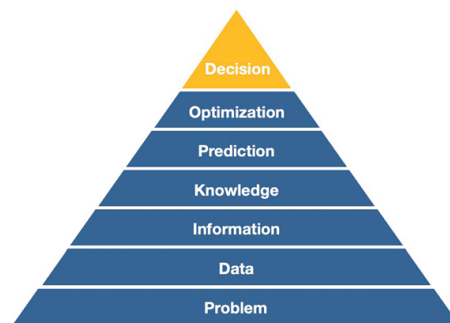 Decision
Optimization
Prediction
Knowledge
Information
Data
Problem